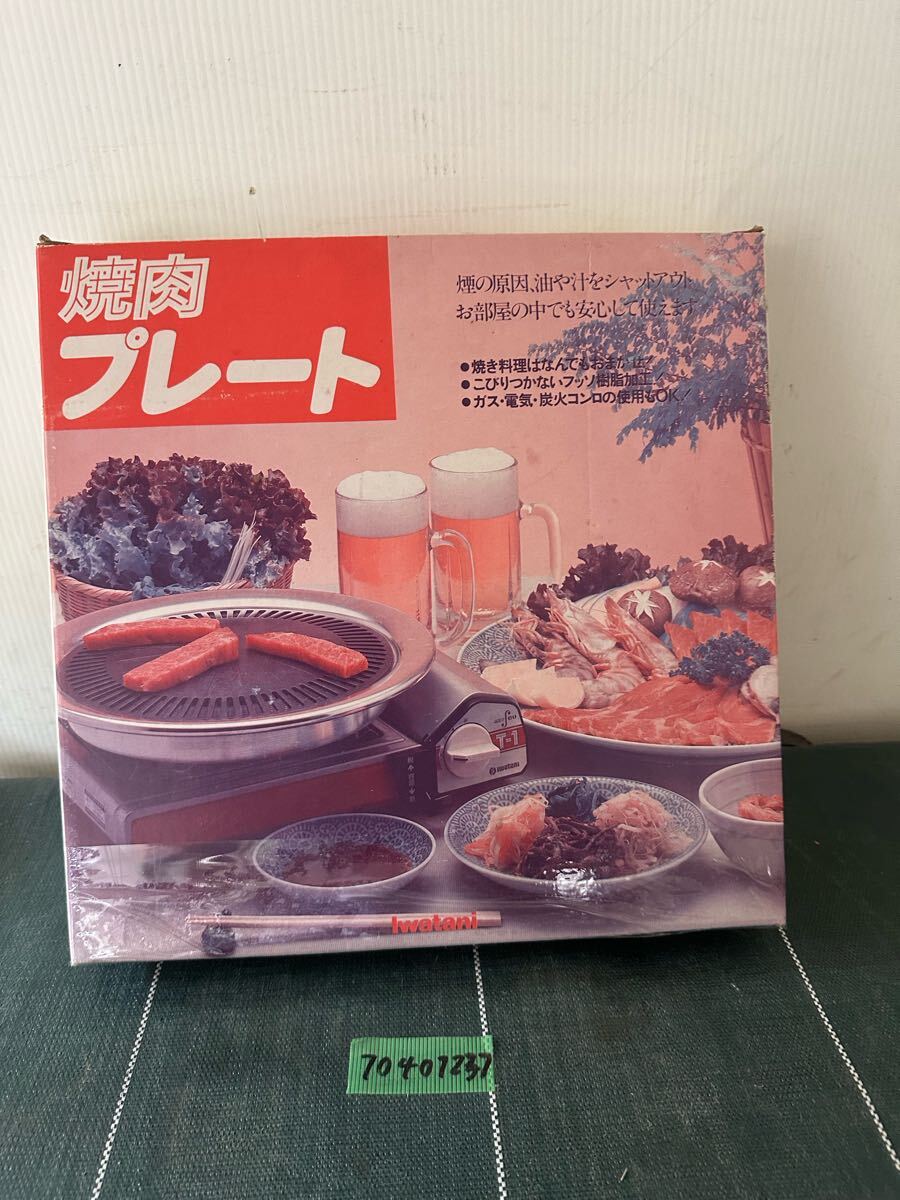 焼肉
プレート
煙の原因、油や汁をシャットアウト
お部屋の中でも安心して使えます
●焼き料理はなんでもおまかせ!
●こびりつかないフッソ樹脂加工!
●ガス・電気・炭火コンロの使用もOK!
T-1
Iwatani
Iwatani
70407237